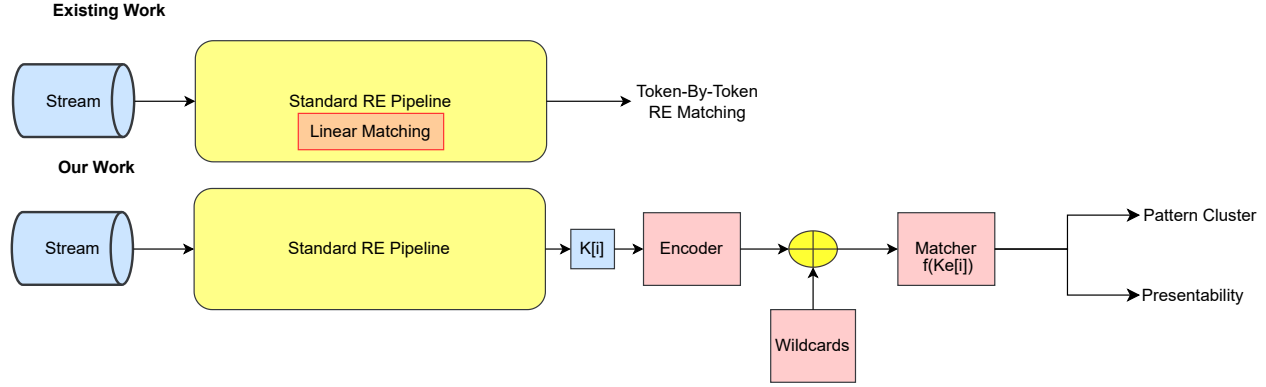 Existing Work
Stream
Standard RE Pipeline
Linear Matching
Token-By-Token
RE Matching
Our Work
Stream
Standard RE Pipeline
K[i]
Encoder
Matcher
f(Ke[i])
Pattern Cluster
Presentability
Wildcards